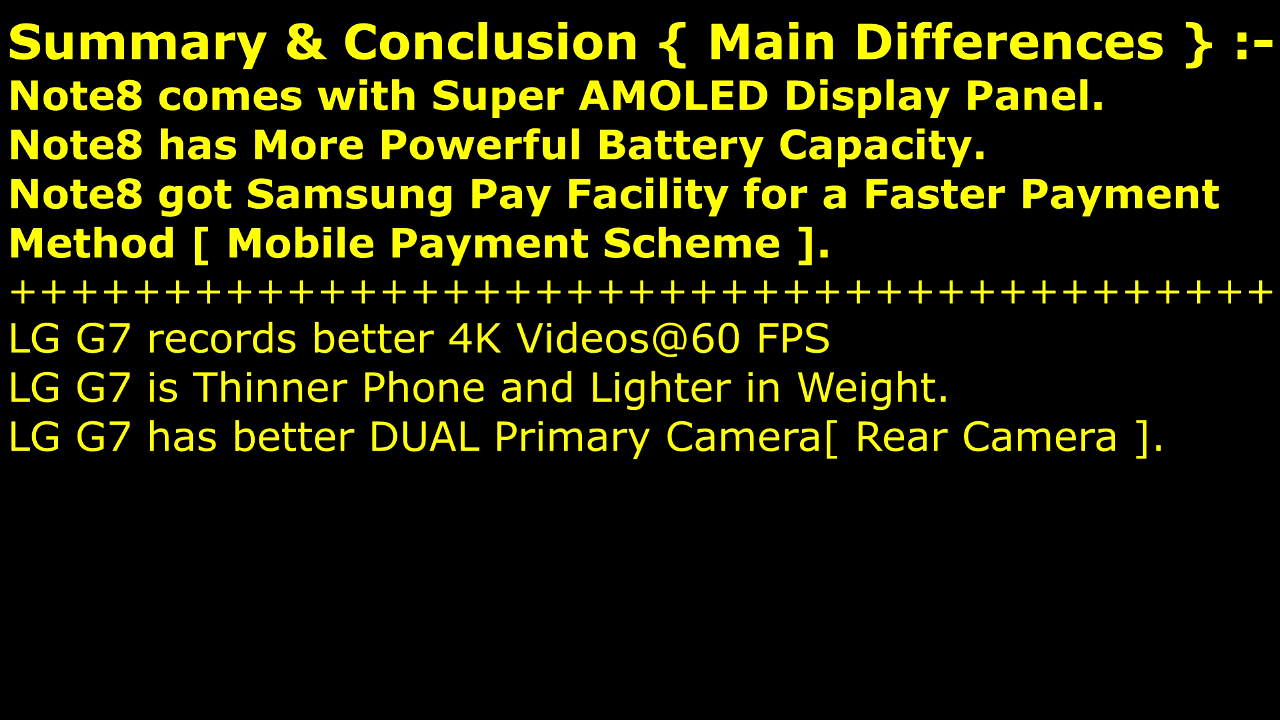 Summary & Conclusion { Main Differences } :-
Note8 comes with Super AMOLED Display Panel.
Note8 has More Powerful Battery Capacity.
Note8 got Samsung Pay Facility for a Faster Payment
Method [ Mobile Payment Scheme ].
+++++++++++++++++++++++++++++++++++++++++
LG G7 records better 4K Videos@60 FPS
LG G7 is Thinner Phone and Lighter in Weight.
LG G7 has better DUAL Primary Camera[ Rear Camera ].